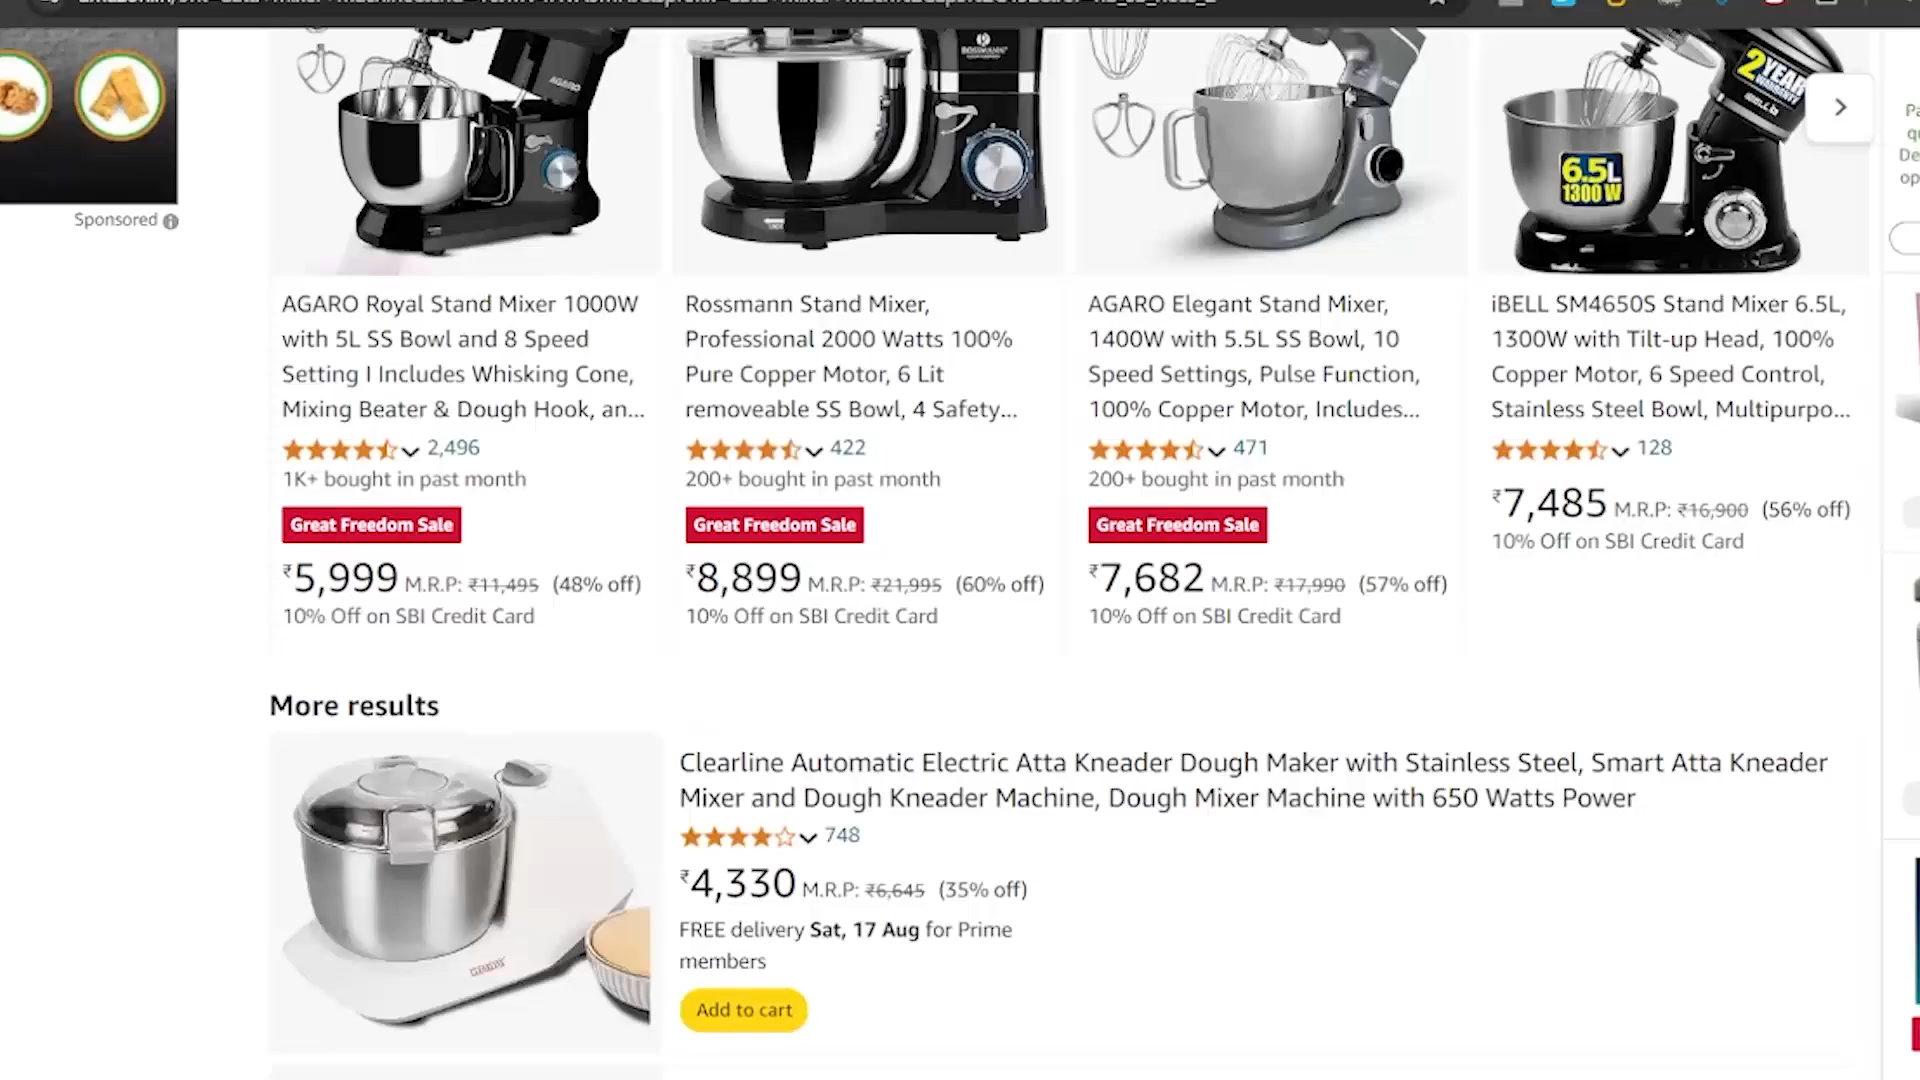 Sponsored
AGARO
ROSSMANN
2 YEAR
WARRANTY
6.5L
1300 W
AGARO Royal Stand Mixer 1000W
with 5L SS Bowl and 8 Speed
Setting I Includes Whisking Cone,
Mixing Beater & Dough Hook, an...
2,496
1K+ bought in past month
Great Freedom Sale
₹5,999 M.R.P: ₹11,495 (48% off)
10% Off on SBI Credit Card
Rossmann Stand Mixer,
Professional 2000 Watts 100%
Pure Copper Motor, 6 Lit
removeable SS Bowl, 4 Safety...
422
200+ bought in past month
Great Freedom Sale
₹8,899 M.R.P: ₹21,995 (60% off)
10% Off on SBI Credit Card
AGARO Elegant Stand Mixer,
1400W with 5.5L SS Bowl, 10
Speed Settings, Pulse Function,
100% Copper Motor, Includes...
471
200+ bought in past month
Great Freedom Sale
₹7,682 M.R.P: ₹17,990 (57% off)
10% Off on SBI Credit Card
iBELL SM4650S Stand Mixer 6.5L,
1300W with Tilt-up Head, 100%
Copper Motor, 6 Speed Control,
Stainless Steel Bowl, Multipurpo...
128
₹7,485 M.R.P: ₹16,900 (56% off)
10% Off on SBI Credit Card
More results
Clearline Automatic Electric Atta Kneader Dough Maker with Stainless Steel, Smart Atta Kneader
Mixer and Dough Kneader Machine, Dough Mixer Machine with 650 Watts Power
748
₹4,330 M.R.P: ₹6,645 (35% off)
FREE delivery Sat, 17 Aug for Prime
members
Add to cart